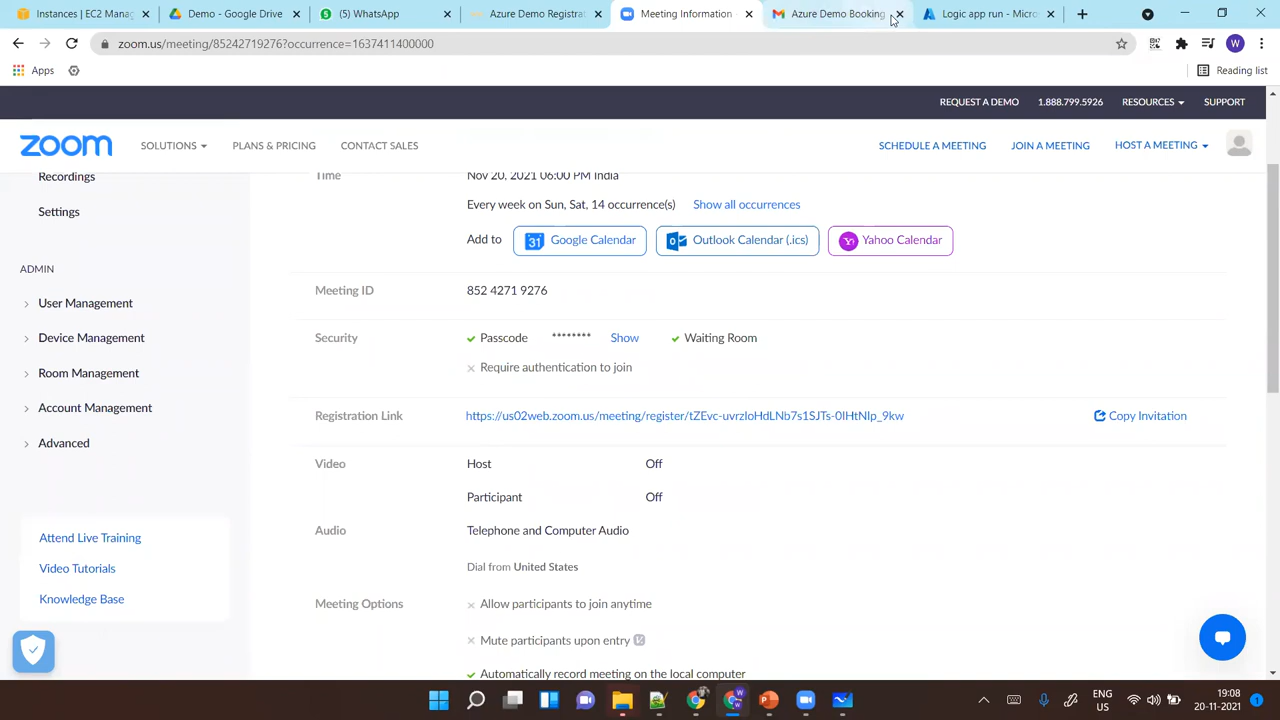 Instances | EC2 Manag
Demo - Google Drive
(5) WhatsApp
Azure Demo Registrat
Meeting Information -
Azure Demo Booking
Logic app run - Micros
zoom.us/meeting/85242719276?occurrence=1637411400000
W
Apps
Reading list
REQUEST A DEMO
1.888.799.5926
RESOURCES
SUPPORT
zoom
SOLUTIONS
PLANS & PRICING
CONTACT SALES
SCHEDULE A MEETING
JOIN A MEETING
HOST A MEETING
Recordings
Settings
ADMIN
User Management
Device Management
Room Management
Account Management
Advanced
Attend Live Training
Video Tutorials
Knowledge Base
Time
Nov 20, 2021 06:00 PM India
Every week on Sun, Sat, 14 occurrence(s)
Show all occurrences
Add to
31 Google Calendar
Outlook Calendar (.ics)
Yahoo Calendar
Meeting ID
852 4271 9276
Security
Passcode
********
Show
Waiting Room
Require authentication to join
Registration Link
https://us02web.zoom.us/meeting/register/tZEvc-uvrzIoHdLNb7s1SJTs-0IHtNIp_9kw
Copy Invitation
Video
Host
Off
Participant
Off
Audio
Telephone and Computer Audio
Dial from United States
Meeting Options
Allow participants to join anytime
Mute participants upon entry
Automatically record meeting on the local computer
ENG
US
19:08
20-11-2021